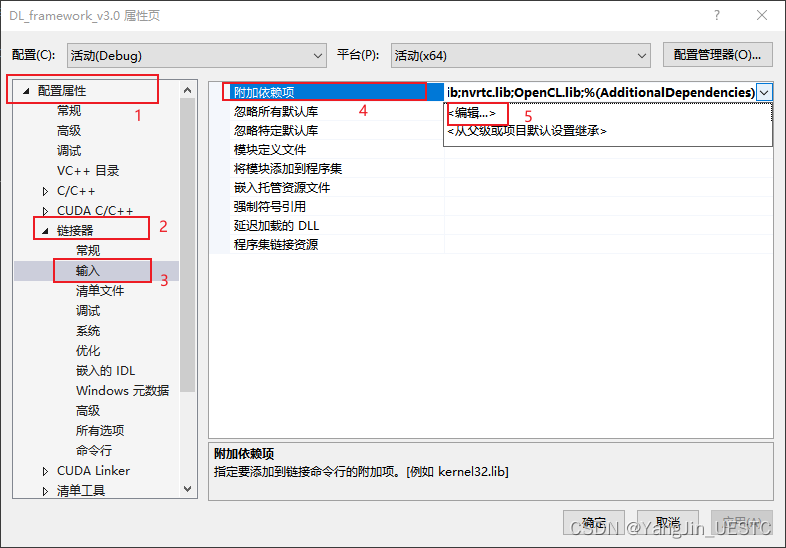 DL_framework_v3.0 属性页
配置(C): 活动(Debug) 平台(P): 活动(x64) 配置管理器(O)...
配置属性
常规
高级
调试
VC++ 目录
C/C++
CUDA C/C++
链接器
常规
输入
清单文件
调试
系统
优化
嵌入的 IDL
Windows 元数据
高级
所有选项
命令行
CUDA Linker
清单工具
1
2
3
附加依赖项 ib;nvrtc.lib;OpenCL.lib;%(AdditionalDependencies)
忽略所有默认库
忽略特定默认库
模块定义文件
将模块添加到程序集
嵌入托管资源文件
强制符号引用
延迟加载的 DLL
程序集链接资源
4
<编辑...>
5
<从父级或项目默认设置继承>
附加依赖项
指定要添加到链接命令行的附加项。[例如 kernel32.lib]
确定 取消 应用(A)
CSDN @YangJin_UESTC